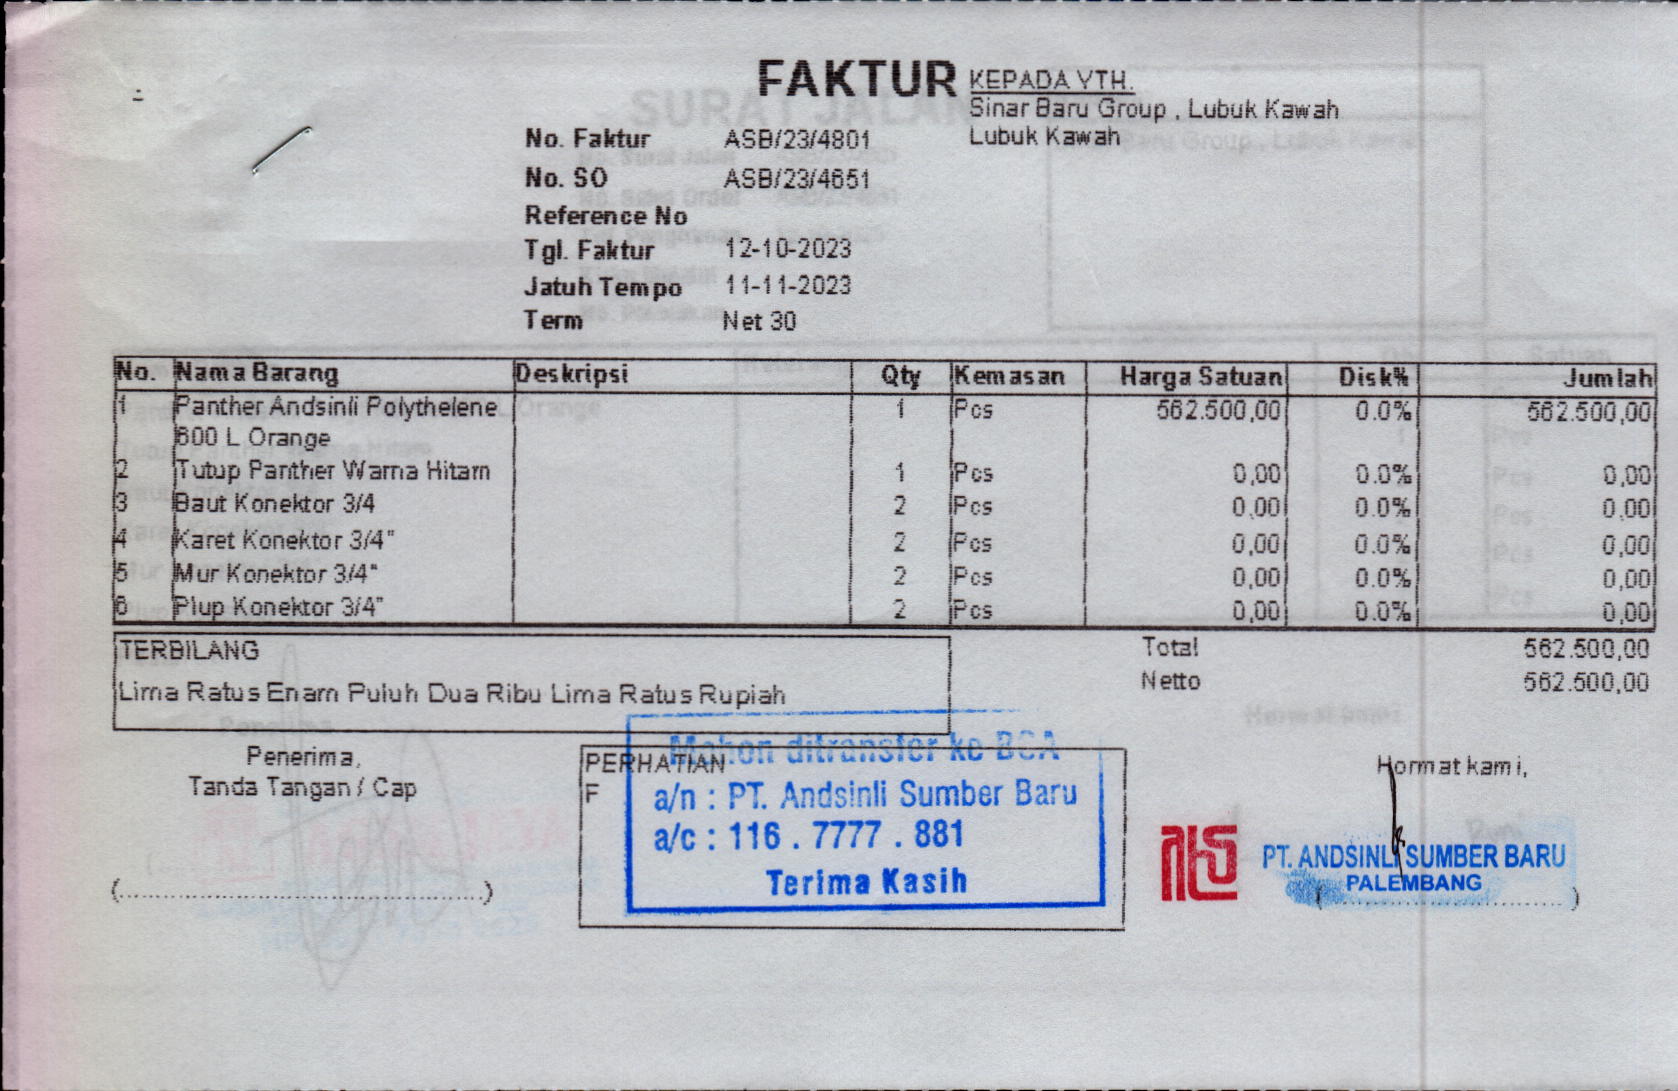 FAKTUR
KEPADA YTH.
Sinar Baru Group , Lubuk Kawah
Lubuk Kawah
No. Faktur ASB/23/4801
No. SO ASB/23/4651
Reference No
Tgl. Faktur 12-10-2023
Jatuh Tempo 11-11-2023
Term Net 30
No. Nama Barang Deskripsi Qty Kemasan Harga Satuan Disk% Jumlah
1 Panther Andsinli Polythelene 1 Pcs 562.500,00 0.0% 562.500,00
600 L Orange
2 Tutup Panther Warna Hitam 1 Pcs 0,00 0.0% 0,00
3 Baut Konektor 3/4 2 Pcs 0,00 0.0% 0,00
4 Karet Konektor 3/4" 2 Pcs 0,00 0.0% 0,00
5 Mur Konektor 3/4" 2 Pcs 0,00 0.0% 0,00
6 Plup Konektor 3/4" 2 Pcs 0,00 0.0% 0,00
TERBILANG
Lima Ratus Enam Puluh Dua Ribu Lima Ratus Rupiah
Total 562.500,00
Netto 562.500,00
Penerima,
Tanda Tangan / Cap
(........................................)
PERHATIAN
F
Mohon ditransfer ke BCA
a/n : PT. Andsinli Sumber Baru
a/c : 116 . 7777 . 881
Terima Kasih
Hormat kami,
PT. ANDSINLI SUMBER BARU
PALEMBANG
(........................................)